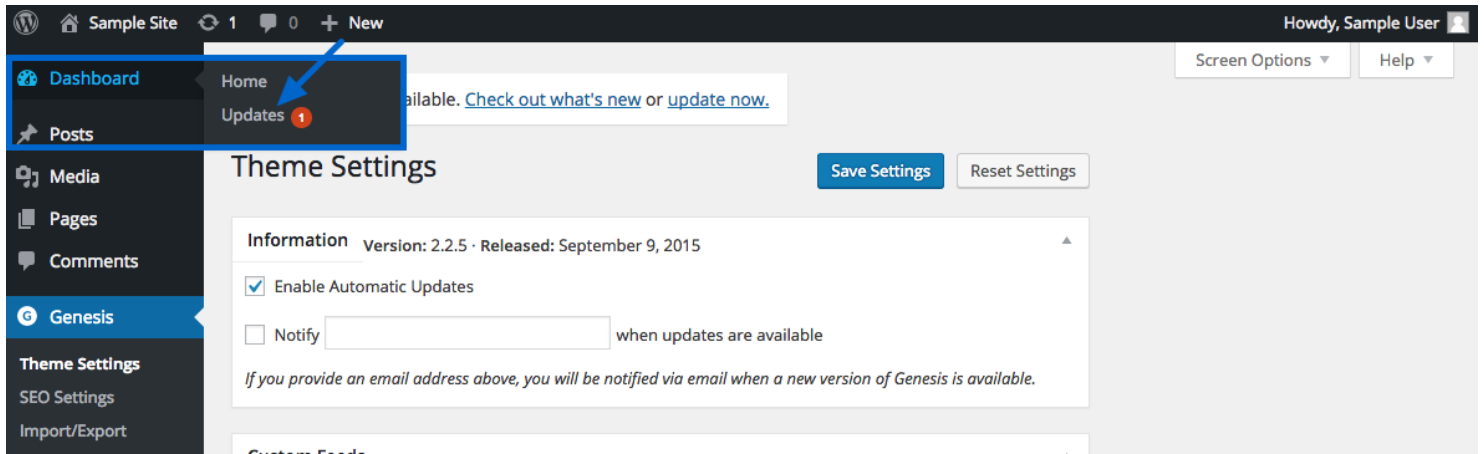 Sample Site 1 0 + New Howdy, Sample User
Screen Options Help
Dashboard
Home
Updates 1
ailable. Check out what's new or update now.
Posts
Media
Pages
Comments
Genesis
Theme Settings
SEO Settings
Import/Export
Theme Settings Save Settings Reset Settings
Information Version: 2.2.5 · Released: September 9, 2015
Enable Automatic Updates
Notify when updates are available
If you provide an email address above, you will be notified via email when a new version of Genesis is available.
Custom Feeds